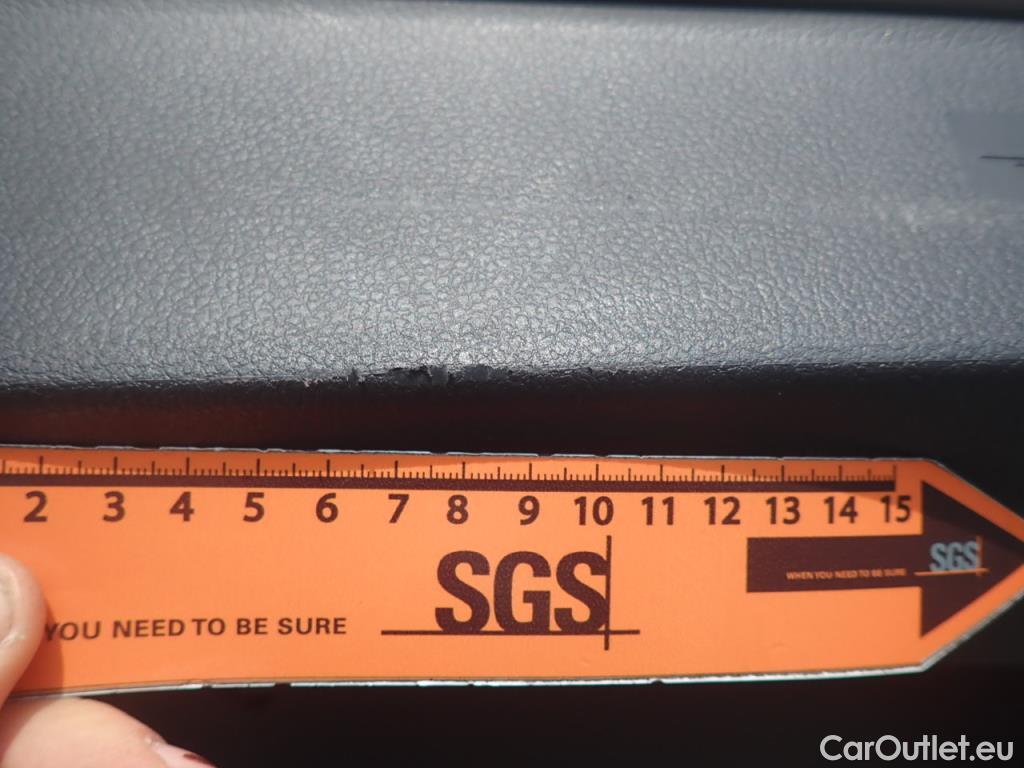 2 3 4 5 6 7 8 9 10 11 12 13 14 15
SGS
WHEN YOU NEED TO BE SURE
SGS
YOU NEED TO BE SURE
CarOutlet.eu